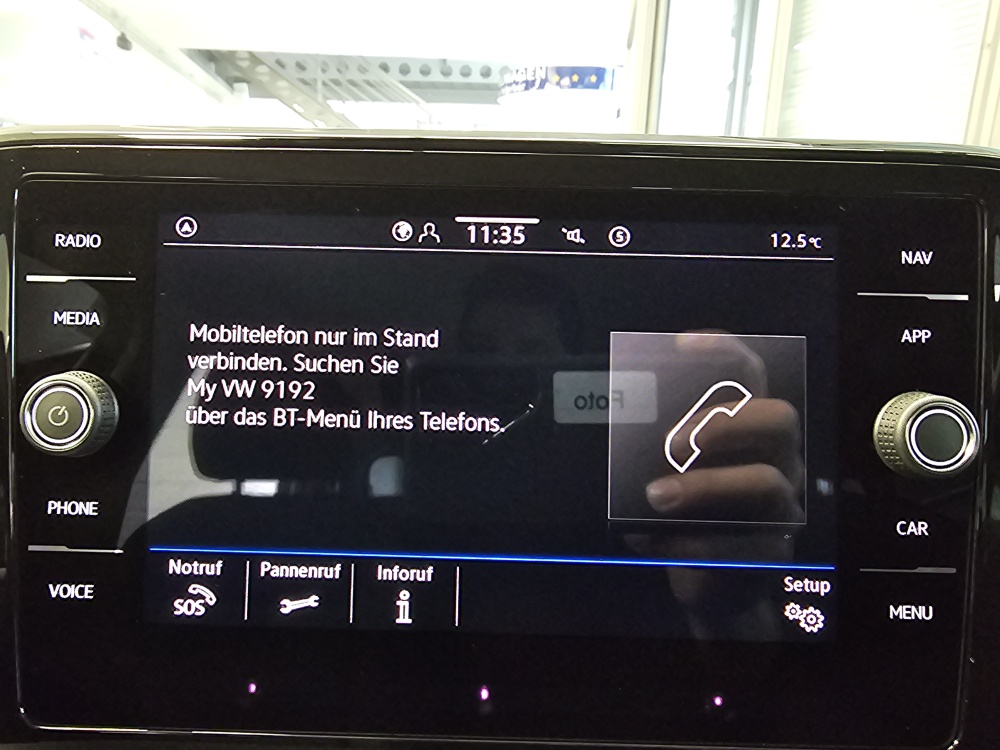 RADIO
MEDIA
PHONE
VOICE
NAV
APP
CAR
MENU
11:35
S
12.5°C
Mobiltelefon nur im Stand
verbinden. Suchen Sie
My VW 9192
über das BT-Menü Ihres Telefons.
Foto
Notruf
SOS
Pannenruf
Inforuf
i
Setup